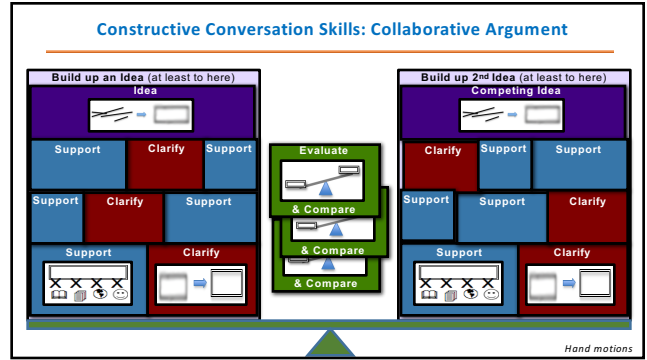 Constructive Conversation Skills: Collaborative Argument
Build up an Idea (at least to here)
Idea
Support Clarify Support
Support Clarify Support
Support Clarify
X X X X
Evaluate
& Compare
& Compare
& Compare
Build up 2nd Idea (at least to here)
Competing Idea
Clarify Support Support
Support Support Clarify
Support Clarify
X X X X
Hand motions